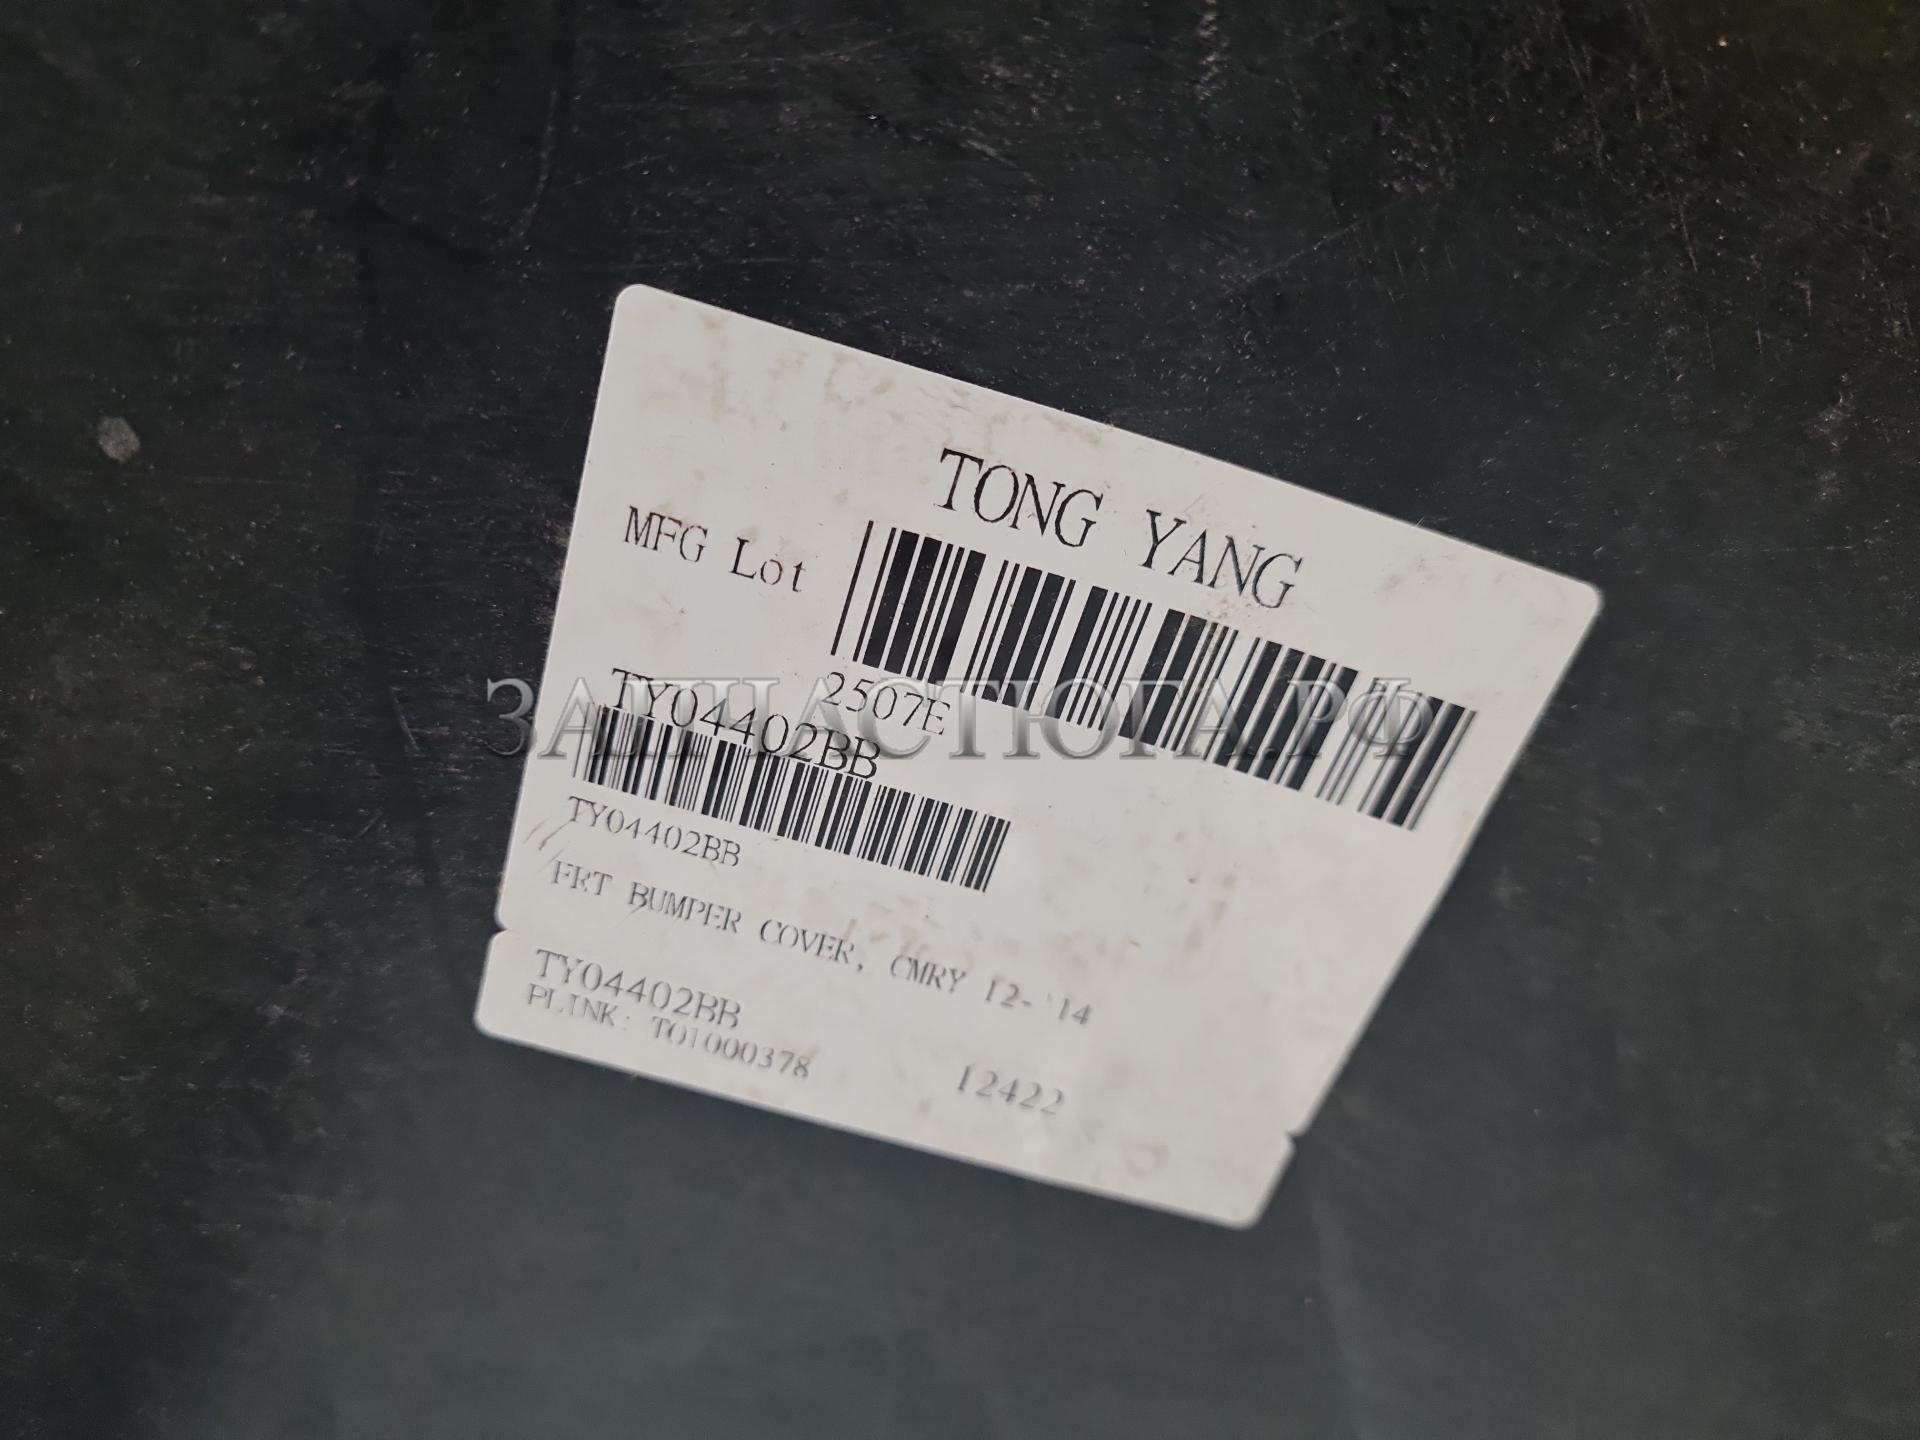 TONG YANG
MFG Lot
2507E
TY04402BB
ЗАПЧАСТЮГА.РФ
TY04402BB
FRT BUMPER COVER, CMRY 12-'14
TY04402BB
PLINK: TO1000378
12422